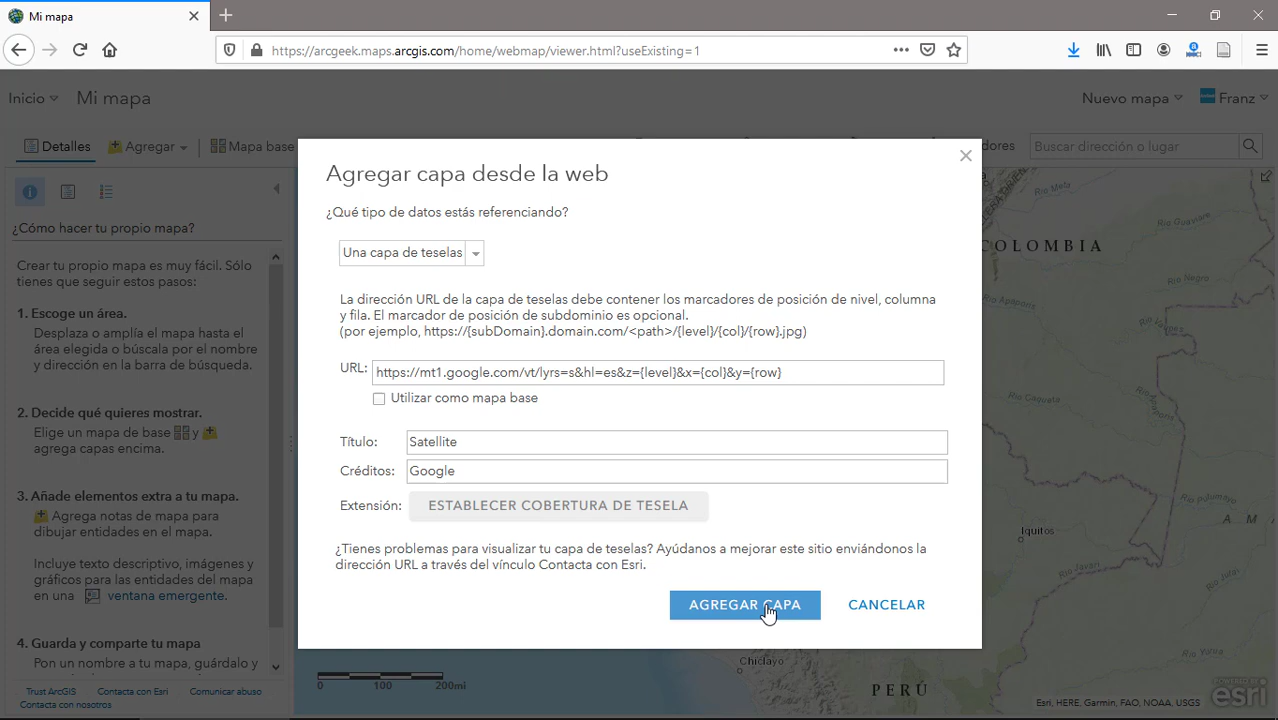 Mi mapa
https://arcgeek.maps.arcgis.com/home/webmap/viewer.html?useExisting=1
Inicio Mi mapa Nuevo mapa Franz
Detalles Agregar Mapa base Buscar dirección o lugar
¿Cómo hacer tu propio mapa?
Crear tu propio mapa es muy fácil. Sólo
tienes que seguir estos pasos:
1. Escoge un área.
Desplaza o amplía el mapa hasta el
área elegida o búscala por el nombre
y dirección en la barra de búsqueda.
2. Decide qué quieres mostrar.
Elige un mapa de base y
agrega capas encima.
3. Añade elementos extra a tu mapa.
Agrega notas de mapa para
dibujar entidades en el mapa.
Incluye texto descriptivo, imágenes y
gráficos para las entidades del mapa
en una ventana emergente.
4. Guarda y comparte tu mapa
Pon un nombre a tu mapa, guárdalo y
Trust ArcGIS Contacta con Esri Comunicar abuso
Contacta con nosotros
Agregar capa desde la web
¿Qué tipo de datos estás referenciando?
Una capa de teselas
La dirección URL de la capa de teselas debe contener los marcadores de posición de nivel, columna
y fila. El marcador de posición de subdominio es opcional.
(por ejemplo, https://{subDomain}.domain.com/<path>/{level}/{col}/{row}.jpg)
URL: https://mt1.google.com/vt/lyrs=s&hl=es&z={level}&x={col}&y={row}
Utilizar como mapa base
Título: Satellite
Créditos: Google
Extensión: ESTABLECER COBERTURA DE TESELA
¿Tienes problemas para visualizar tu capa de teselas? Ayúdanos a mejorar este sitio enviándonos la
dirección URL a través del vínculo Contacta con Esri.
AGREGAR CAPA CANCELAR
Río Meta
Río Guaviare
COLOMBIA
Río Apaporis
Río Caqueta
Iquitos
Chiclayo
PERÚ
0 100 200mi
Esri, HERE, Garmin, FAO, NOAA, USGS
POWERED BY
esri